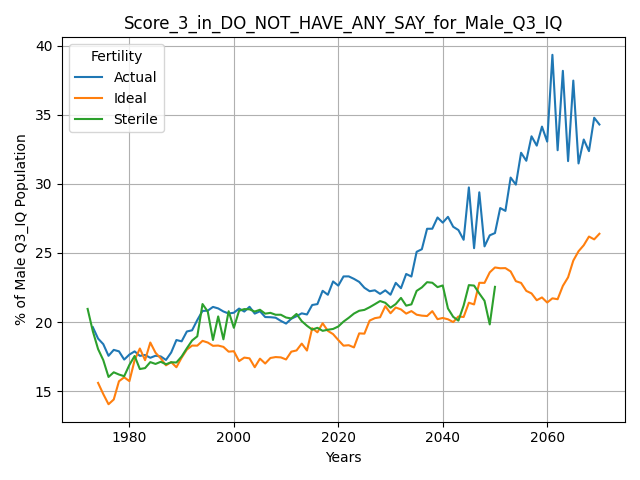 Score_3_in_DO_NOT_HAVE_ANY_SAY_for_Male_Q3_IQ
Fertility
Actual
Ideal
Sterile
% of Male Q3_IQ Population
40
35
30
25
20
15
1980
2000
2020
2040
2060
Years